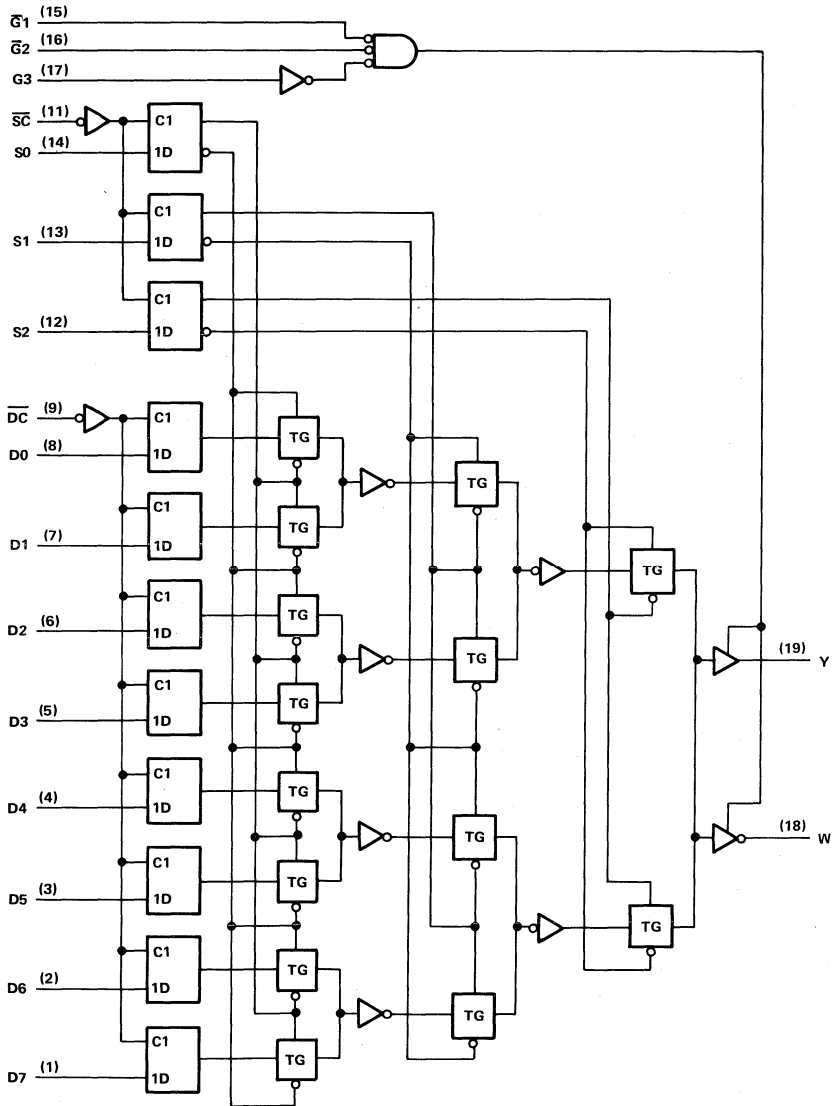 G̅1 (15)
G̅2 (16)
G3 (17)
S̅C̅ (11) C1
S0 (14) 1D
C1
S1 (13) 1D
C1
S2 (12) 1D
D̅C̅ (9) C1
TG
D0 (8) 1D
TG
C1
TG
D1 (7) 1D
TG
C1
TG
D2 (6) 1D
TG
(19)
Y
C1
TG
D3 (5) 1D
C1
TG
D4 (4) 1D
(18)
TG
W
C1
TG
D5 (3) 1D
TG
C1
TG
D6 (2) 1D
TG
C1
TG
D7 (1) 1D